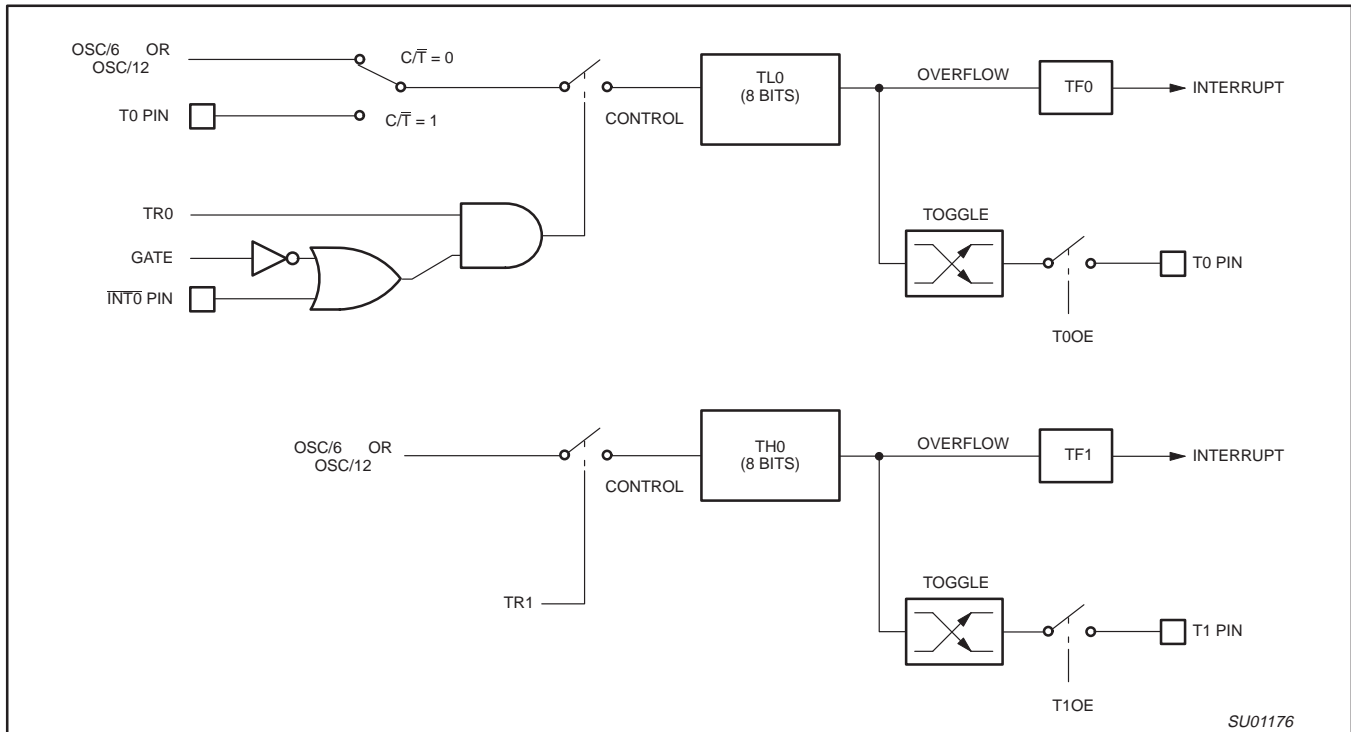 OSC/6 OR
OSC/12
C/T̅ = 0
T0 PIN
C/T̅ = 1
CONTROL
TL0
(8 BITS)
OVERFLOW
TF0
INTERRUPT
TR0
GATE
I̅N̅T̅0̅ PIN
TOGGLE
T0 PIN
T0OE
OSC/6 OR
OSC/12
CONTROL
TH0
(8 BITS)
OVERFLOW
TF1
INTERRUPT
TR1
TOGGLE
T1 PIN
T1OE
SU01176